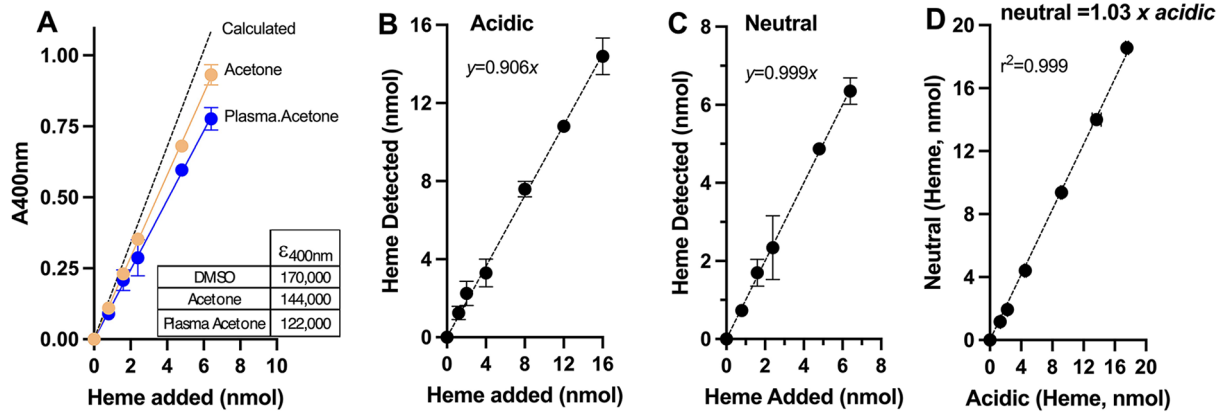 A
Calculated
Acetone
Plasma.Acetone
A400nm
1.00
0.75
0.50
0.25
0.00
ε400nm
DMSO 170,000
Acetone 144,000
Plasma Acetone 122,000
0 2 4 6 8 10
Heme added (nmol)
B
Acidic
y=0.906x
Heme Detected (nmol)
16
12
8
4
0
0 4 8 12 16
Heme added (nmol)
C
Neutral
y=0.999x
Heme Detected (nmol)
8
6
4
2
0
0 2 4 6 8
Heme Added (nmol)
D
neutral =1.03 x acidic
r2=0.999
Neutral (Heme, nmol)
20
16
12
8
4
0
0 4 8 12 16 20
Acidic (Heme, nmol)